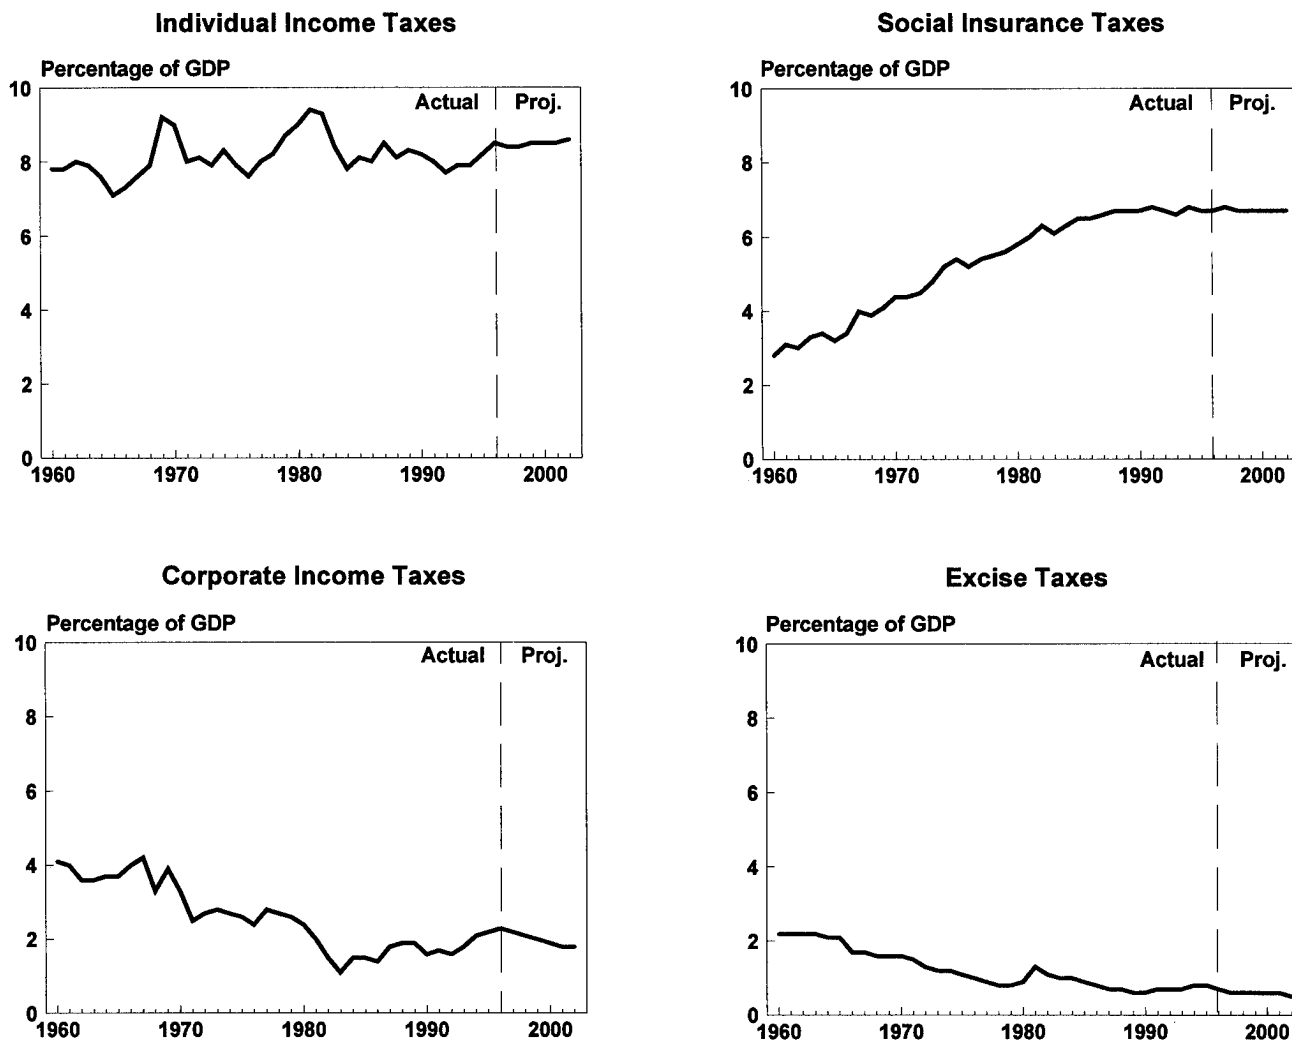 Individual Income Taxes
Percentage of GDP
10
Actual
Proj.
8
6
4
2
0
1960 1970 1980 1990 2000
Social Insurance Taxes
Percentage of GDP
10
Actual
Proj.
8
6
4
2
0
1960 1970 1980 1990 2000
Corporate Income Taxes
Percentage of GDP
10
Actual
Proj.
8
6
4
2
0
1960 1970 1980 1990 2000
Excise Taxes
Percentage of GDP
10
Actual
Proj.
8
6
4
2
0
1960 1970 1980 1990 2000